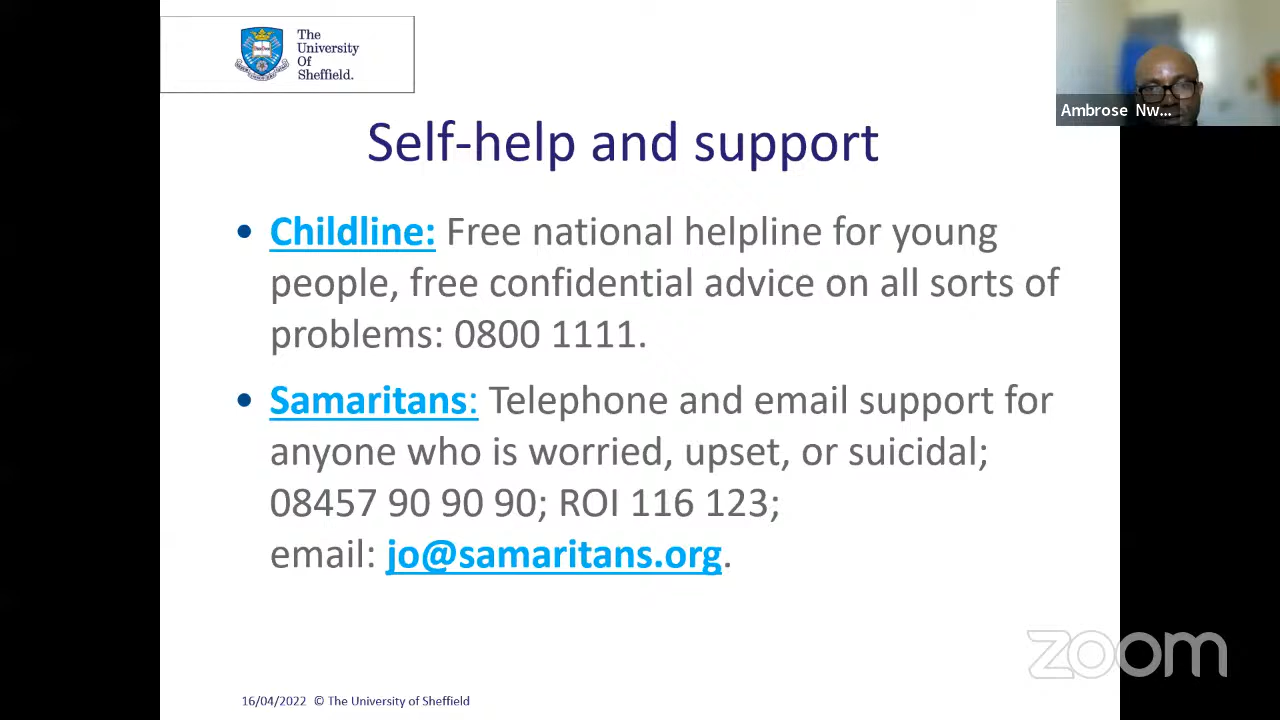 The
University
Of
Sheffield.
Ambrose Nw...
Self-help and support
• Childline: Free national helpline for young
people, free confidential advice on all sorts of
problems: 0800 1111.
• Samaritans: Telephone and email support for
anyone who is worried, upset, or suicidal;
08457 90 90 90; ROI 116 123;
email: jo@samaritans.org.
zoom
16/04/2022 © The University of Sheffield